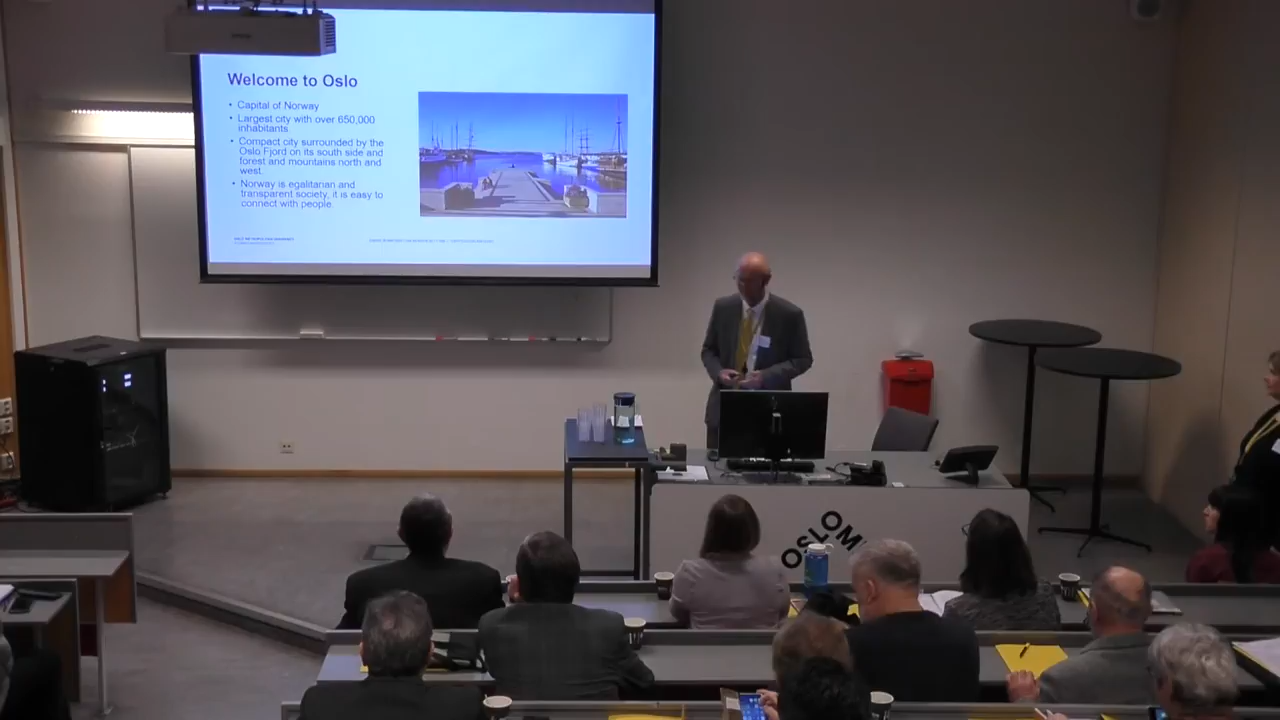 Welcome to Oslo
• Capital of Norway
• Largest city with over 650,000
inhabitants
• Compact city surrounded by the
Oslo Fjord on its south side and
forest and mountains north and
west.
• Norway is egalitarian and
transparent society, it is easy to
connect with people.
OSLOM